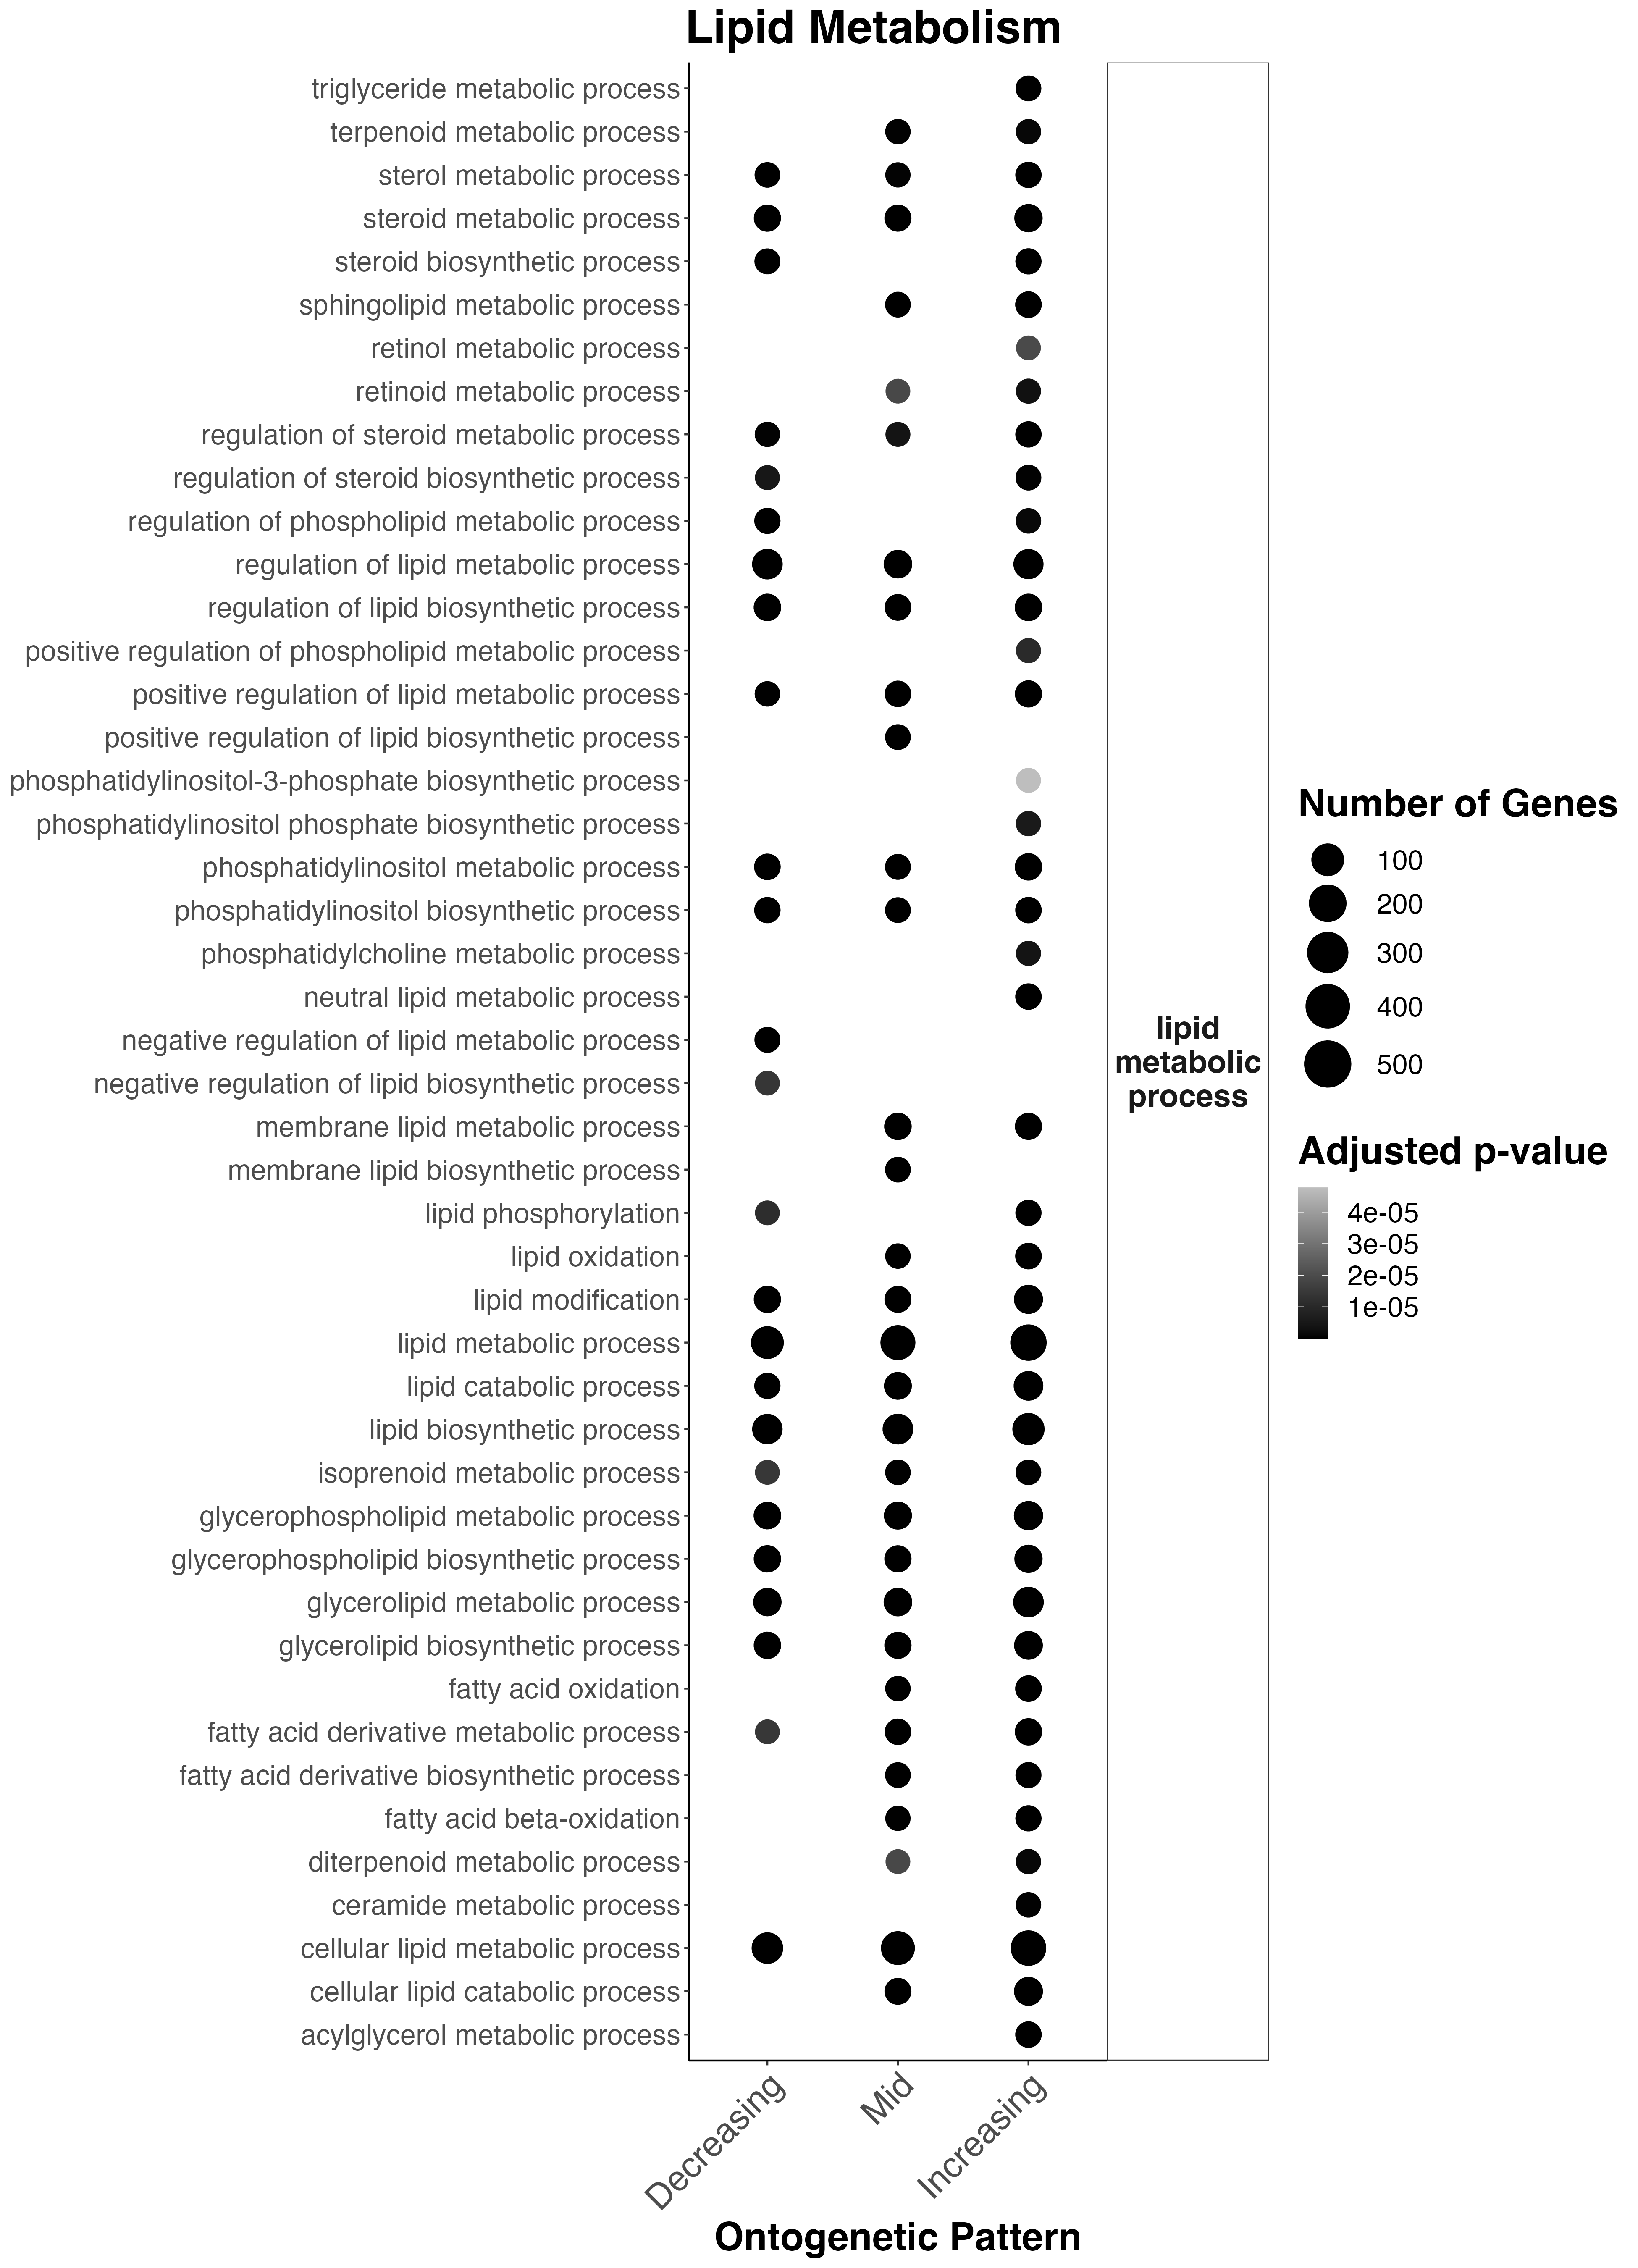 Lipid Metabolism
triglyceride metabolic process
terpenoid metabolic process
sterol metabolic process
steroid metabolic process
steroid biosynthetic process
sphingolipid metabolic process
retinol metabolic process
retinoid metabolic process
regulation of steroid metabolic process
regulation of steroid biosynthetic process
regulation of phospholipid metabolic process
regulation of lipid metabolic process
regulation of lipid biosynthetic process
positive regulation of phospholipid metabolic process
positive regulation of lipid metabolic process
positive regulation of lipid biosynthetic process
phosphatidylinositol-3-phosphate biosynthetic process
phosphatidylinositol phosphate biosynthetic process
phosphatidylinositol metabolic process
phosphatidylinositol biosynthetic process
phosphatidylcholine metabolic process
neutral lipid metabolic process
negative regulation of lipid metabolic process
negative regulation of lipid biosynthetic process
membrane lipid metabolic process
membrane lipid biosynthetic process
lipid phosphorylation
lipid oxidation
lipid modification
lipid metabolic process
lipid catabolic process
lipid biosynthetic process
isoprenoid metabolic process
glycerophospholipid metabolic process
glycerophospholipid biosynthetic process
glycerolipid metabolic process
glycerolipid biosynthetic process
fatty acid oxidation
fatty acid derivative metabolic process
fatty acid derivative biosynthetic process
fatty acid beta-oxidation
diterpenoid metabolic process
ceramide metabolic process
cellular lipid metabolic process
cellular lipid catabolic process
acylglycerol metabolic process
Decreasing
Mid
Increasing
Ontogenetic Pattern
lipid
metabolic
process
Number of Genes
100
200
300
400
500
Adjusted p-value
4e-05
3e-05
2e-05
1e-05